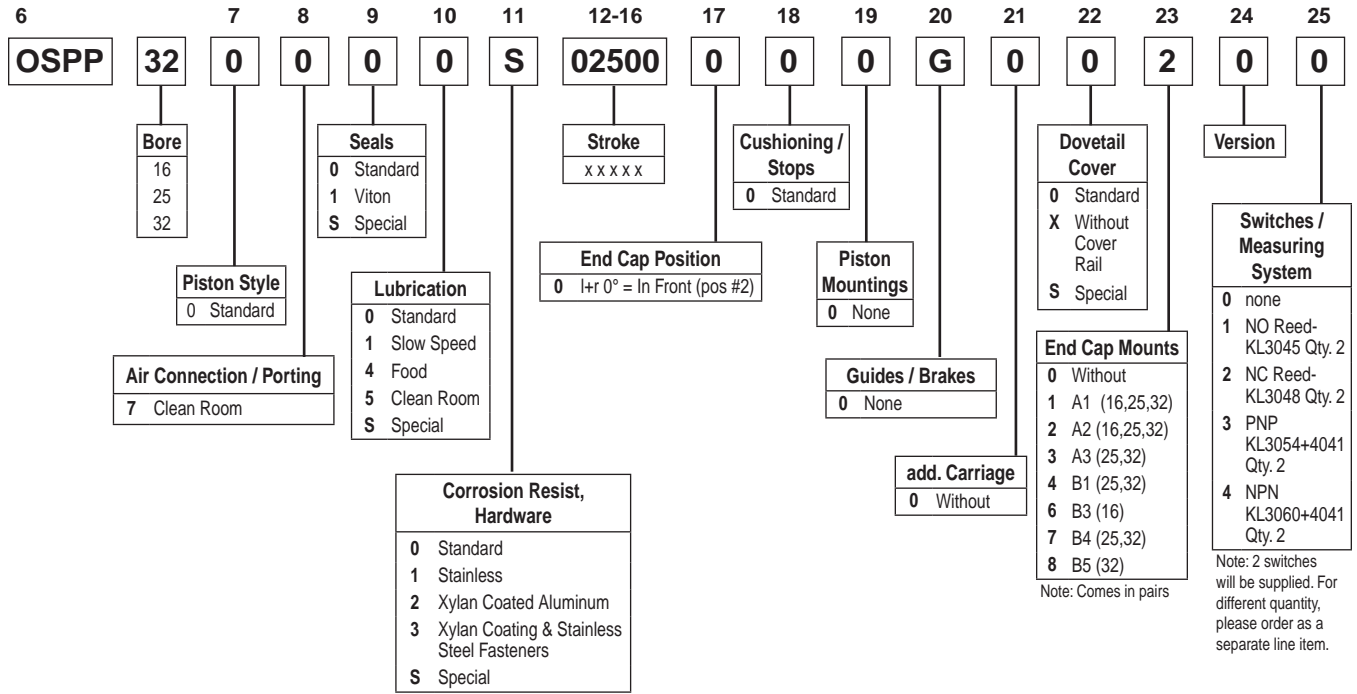 6 7 8 9 10 11 12-16 17 18 19 20 21 22 23 24 25
OSPP 32 0 0 0 0 S 02500 0 0 0 G 0 0 2 0 0
Bore
16
25
32
Piston Style
0 Standard
Air Connection / Porting
7 Clean Room
Seals
0 Standard
1 Viton
S Special
Lubrication
0 Standard
1 Slow Speed
4 Food
5 Clean Room
S Special
Corrosion Resist,
Hardware
0 Standard
1 Stainless
2 Xylan Coated Aluminum
3 Xylan Coating & Stainless
Steel Fasteners
S Special
Stroke
x x x x x
End Cap Position
0 l+r 0° = In Front (pos #2)
Cushioning /
Stops
0 Standard
Piston
Mountings
0 None
Guides / Brakes
0 None
add. Carriage
0 Without
Dovetail
Cover
0 Standard
X Without
Cover
Rail
S Special
End Cap Mounts
0 Without
1 A1 (16,25,32)
2 A2 (16,25,32)
3 A3 (25,32)
4 B1 (25,32)
6 B3 (16)
7 B4 (25,32)
8 B5 (32)
Note: Comes in pairs
Version
Switches /
Measuring
System
0 none
1 NO Reed-
KL3045 Qty. 2
2 NC Reed-
KL3048 Qty. 2
3 PNP
KL3054+4041
Qty. 2
4 NPN
KL3060+4041
Qty. 2
Note: 2 switches
will be supplied. For
different quantity,
please order as a
separate line item.